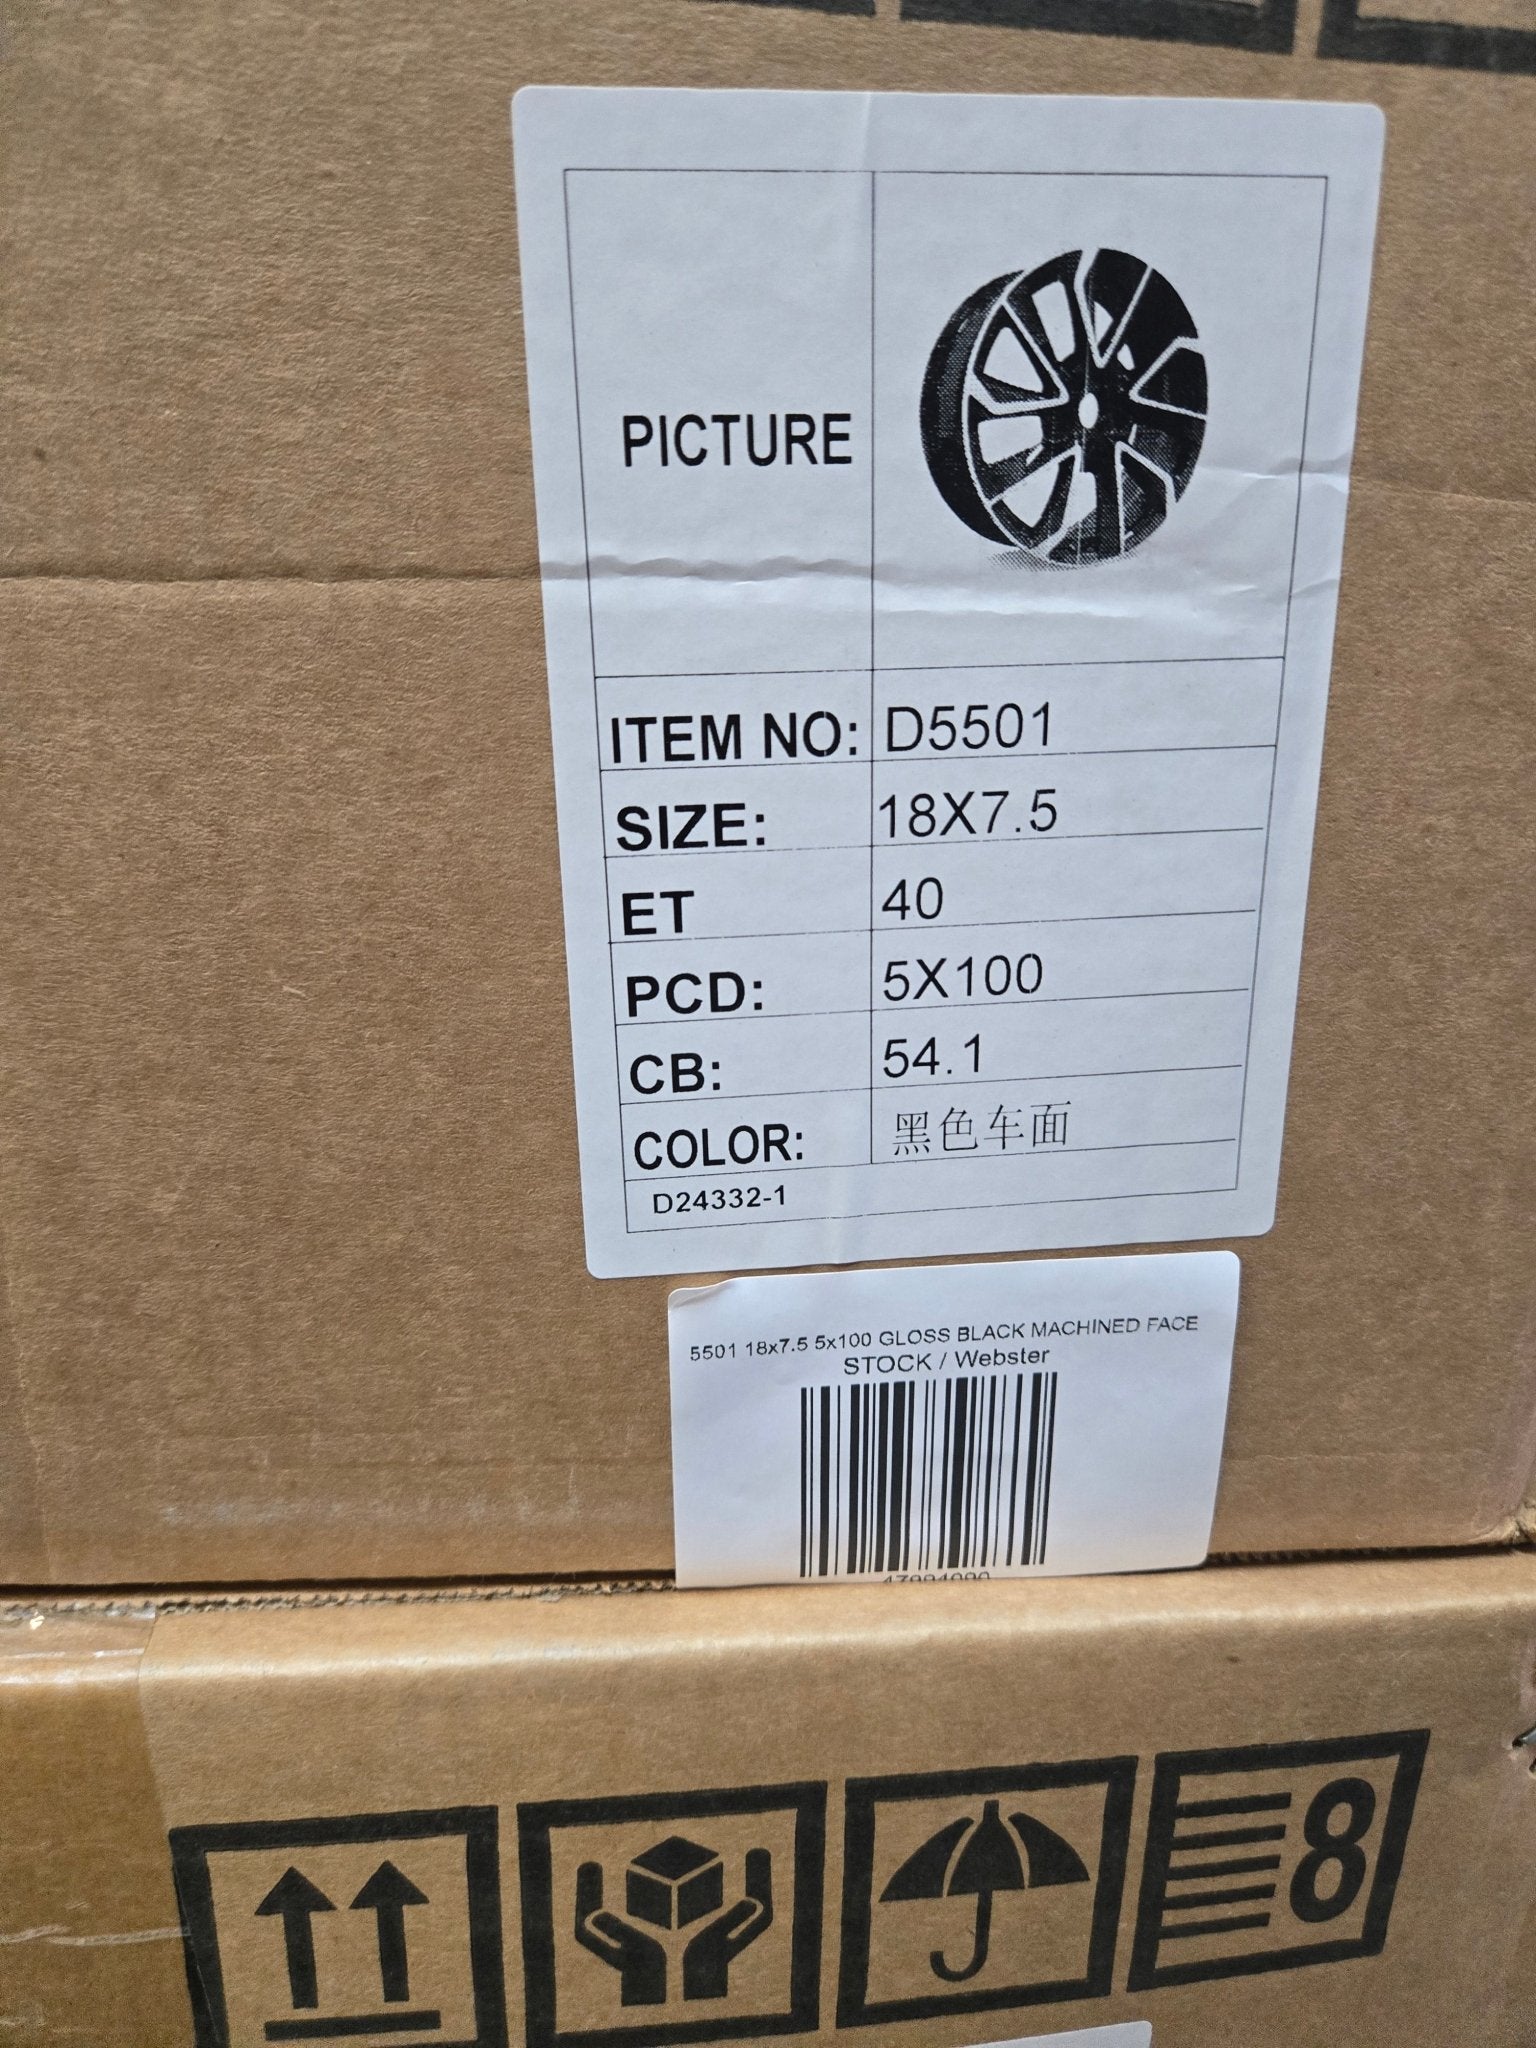 PICTURE
ITEM NO: D5501
SIZE: 18X7.5
ET 40
PCD: 5X100
CB: 54.1
COLOR: 黑色车面
D24332-1
5501 18x7.5 5x100 GLOSS BLACK MACHINED FACE
STOCK / Webster
47994090
8